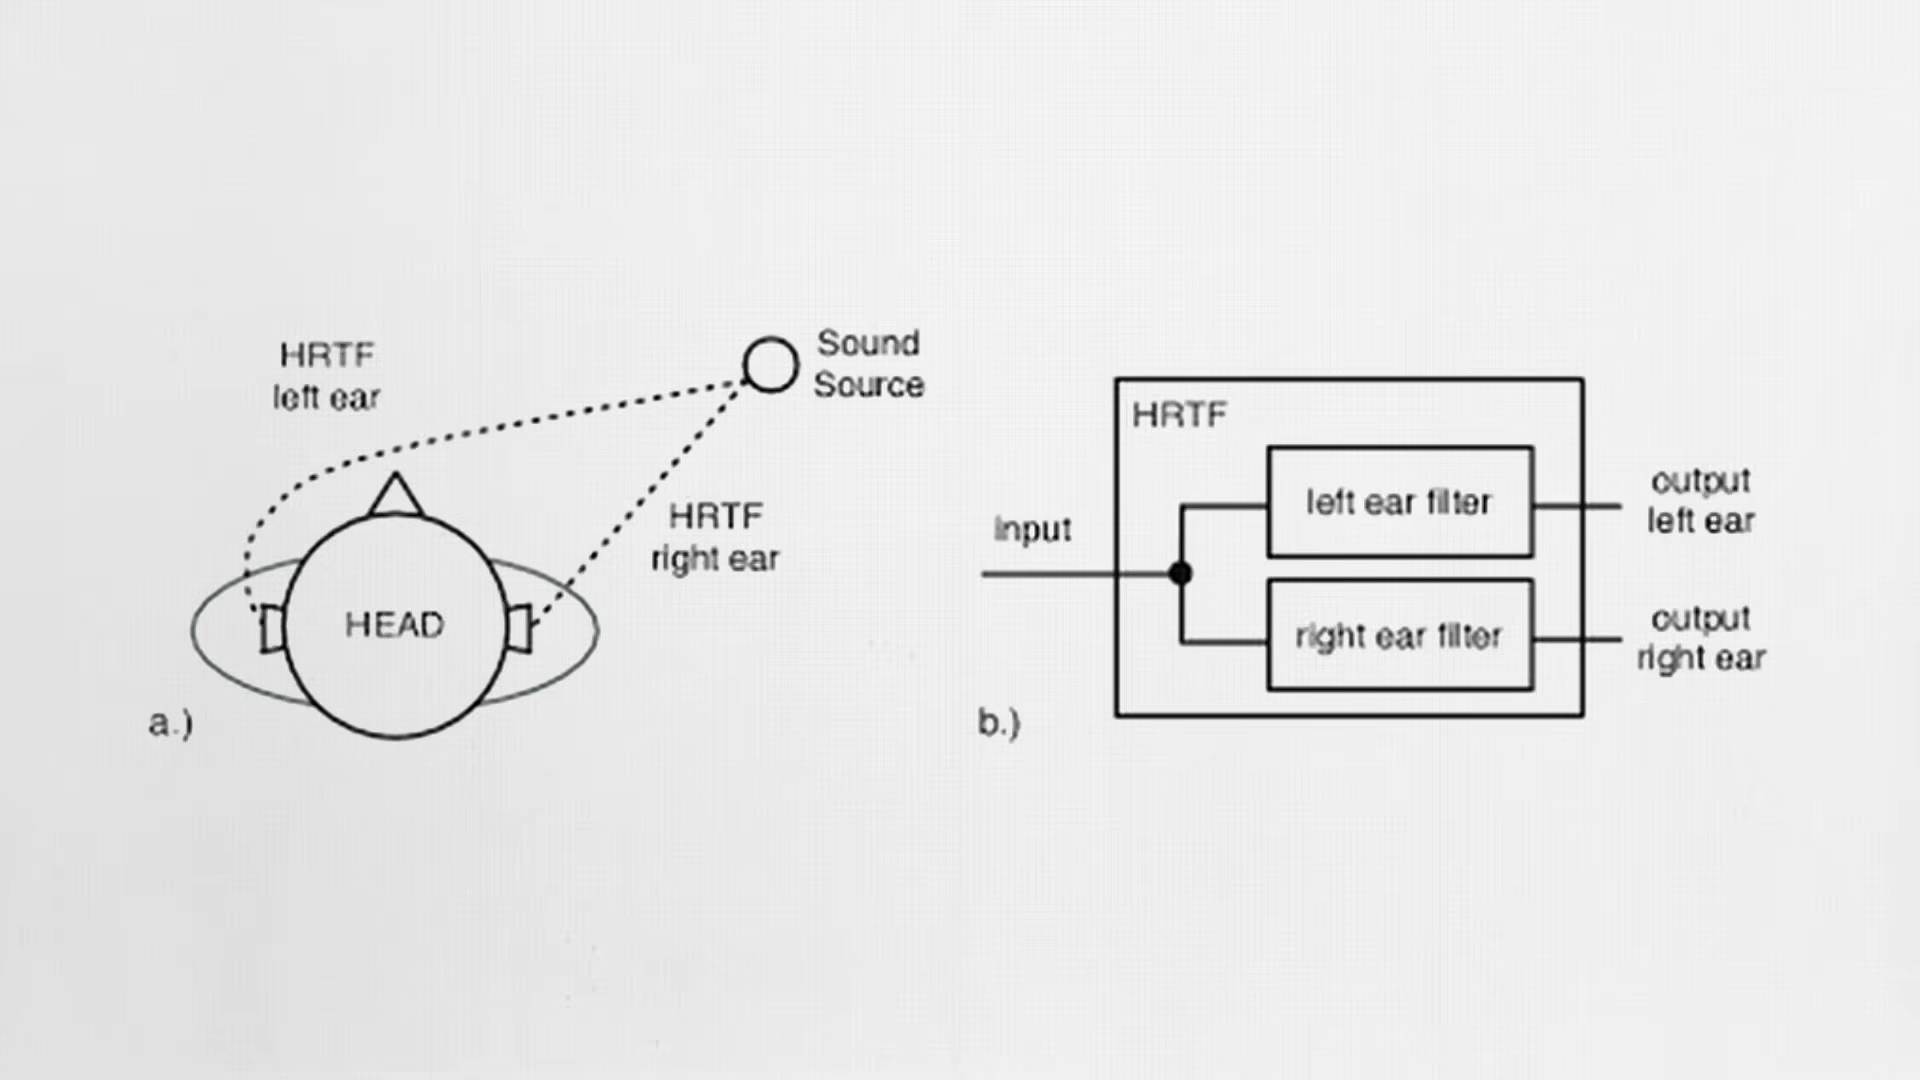 HRTF
left ear
Sound
Source
HRTF
right ear
HEAD
a.)
HRTF
input
left ear filter
right ear filter
output
left ear
output
right ear
b.)